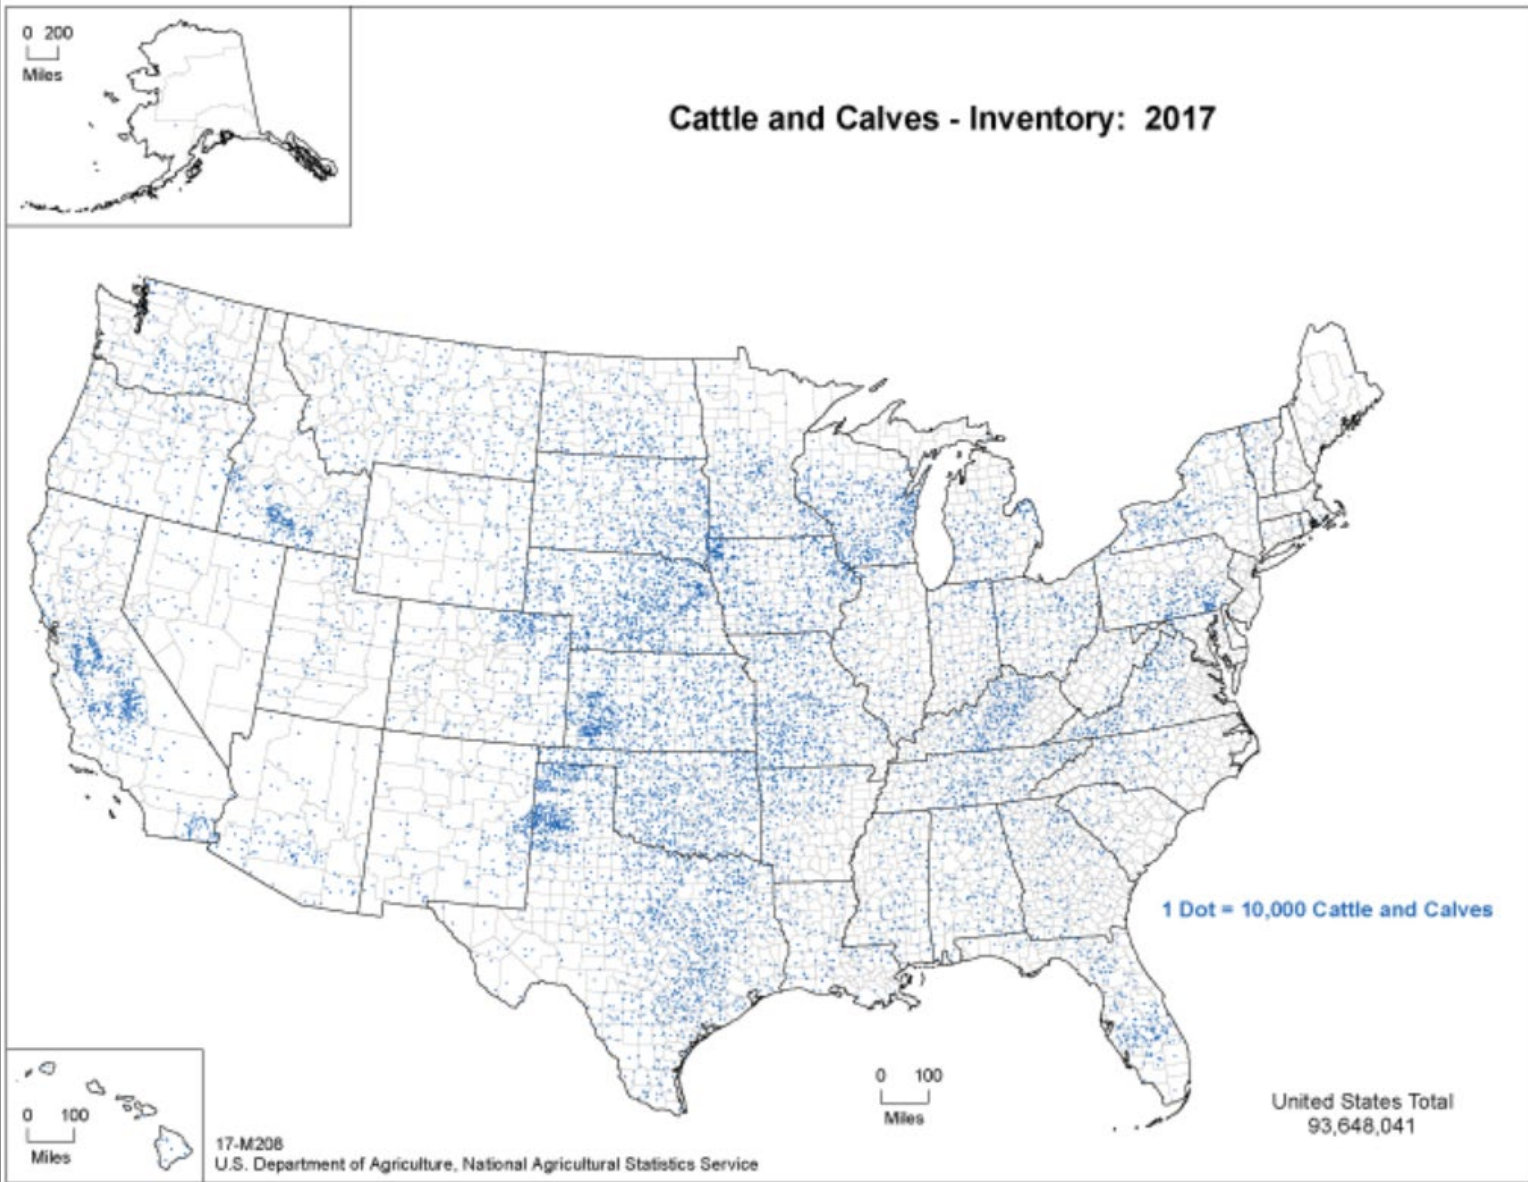 0 200
Miles
Cattle and Calves - Inventory: 2017
1 Dot = 10,000 Cattle and Calves
0 100
Miles
United States Total
93,648,041
0 100
Miles
17-M208
U.S. Department of Agriculture, National Agricultural Statistics Service